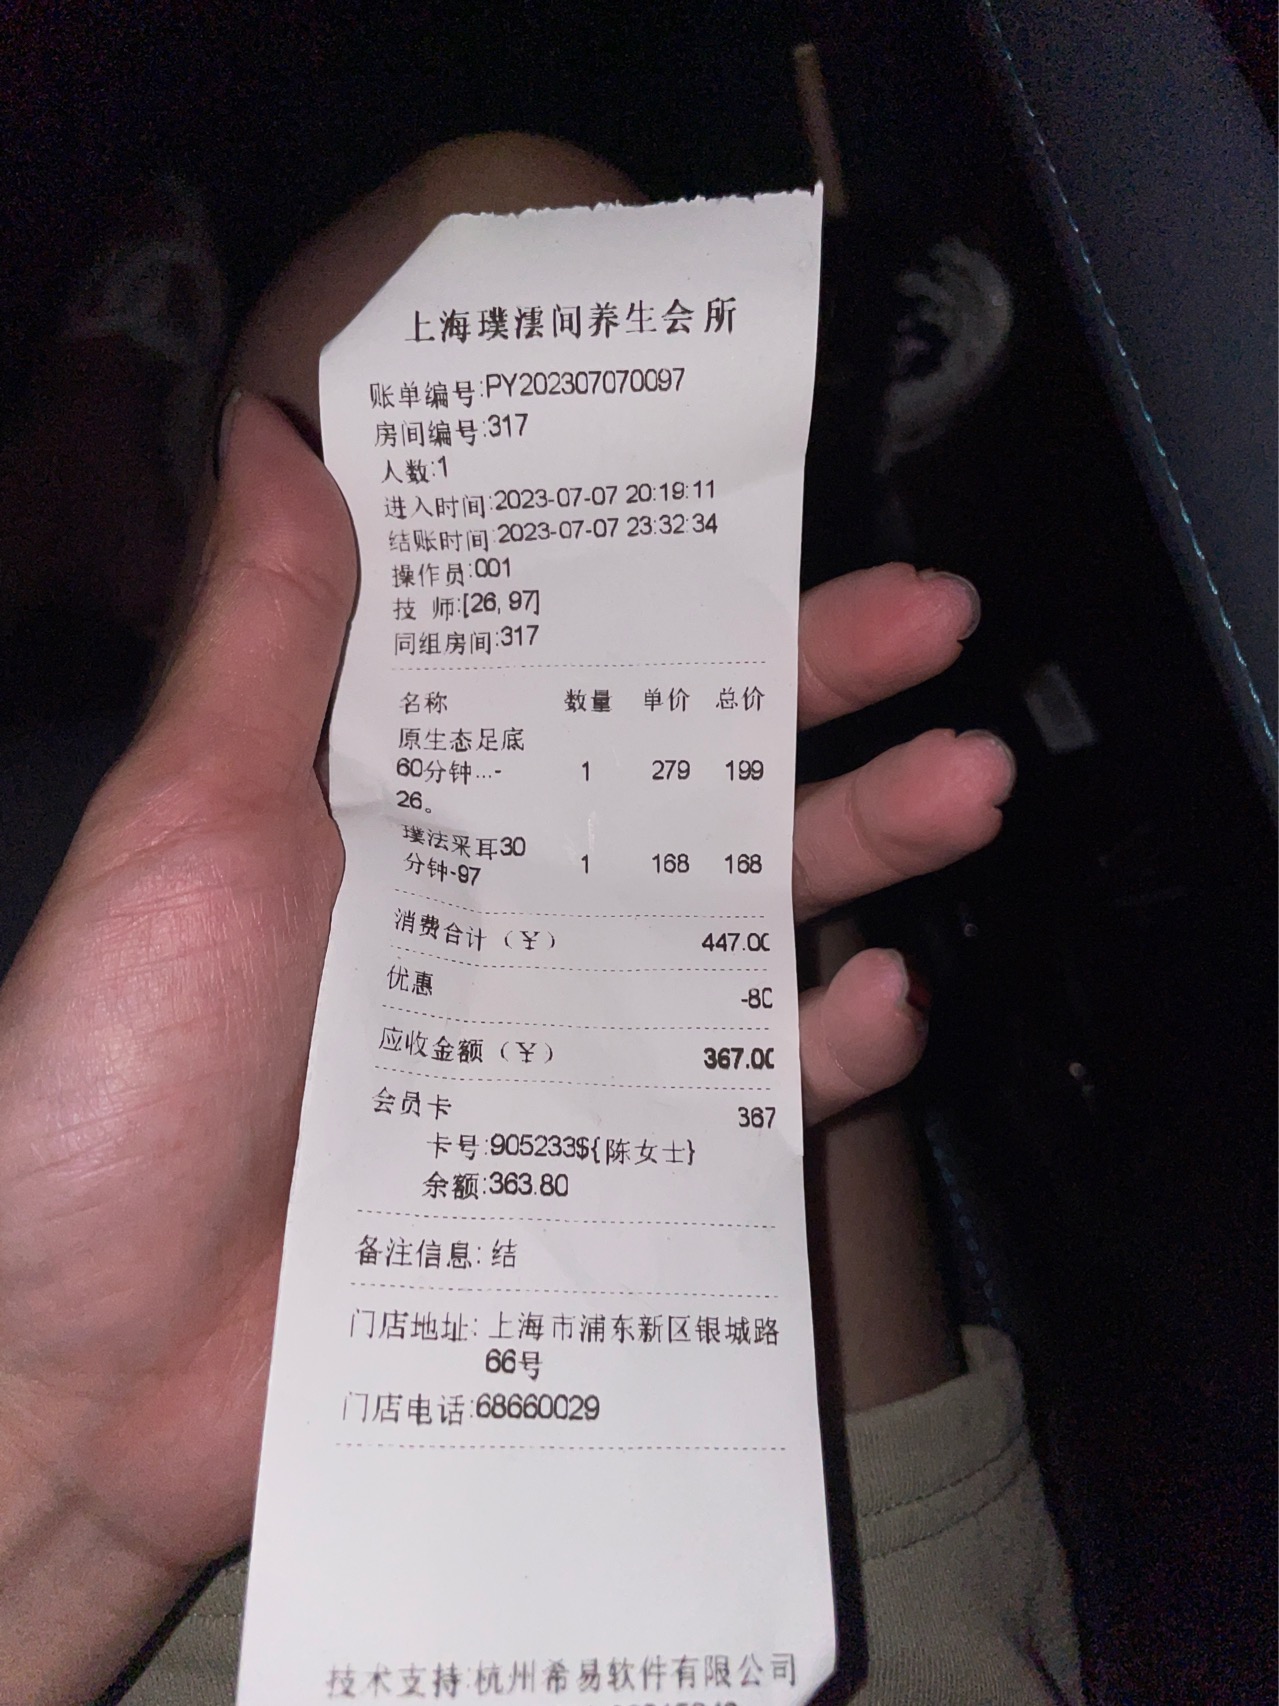 上海璞澐间养生会所
账单编号:PY202307070097
房间编号:317
人数:1
进入时间:2023-07-07 20:19:11
结账时间:2023-07-07 23:32:34
操作员:001
技 师:[26, 97]
同组房间:317
名称 数量 单价 总价
原生态足底
60分钟...- 1 279 199
26。
璞法采耳30
分钟-97 1 168 168
消费合计（￥） 447.00
优惠 -80
应收金额（￥） 367.00
会员卡 367
卡号:905233${陈女士}
余额:363.80
备注信息: 结
门店地址: 上海市浦东新区银城路
66号
门店电话:68660029
技术支持:杭州希易软件有限公司